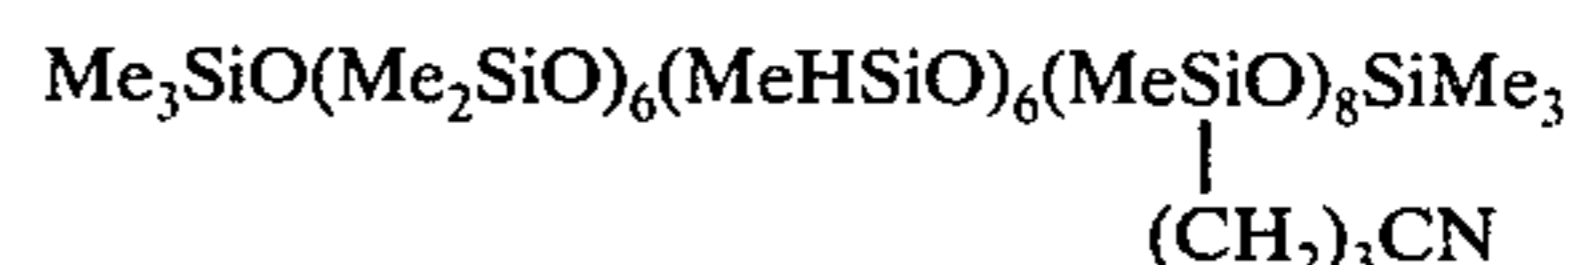 Me₃SiO(Me₂SiO)₆(MeHSiO)₆(MeSiO)₈SiMe₃
(CH₂)₃CN